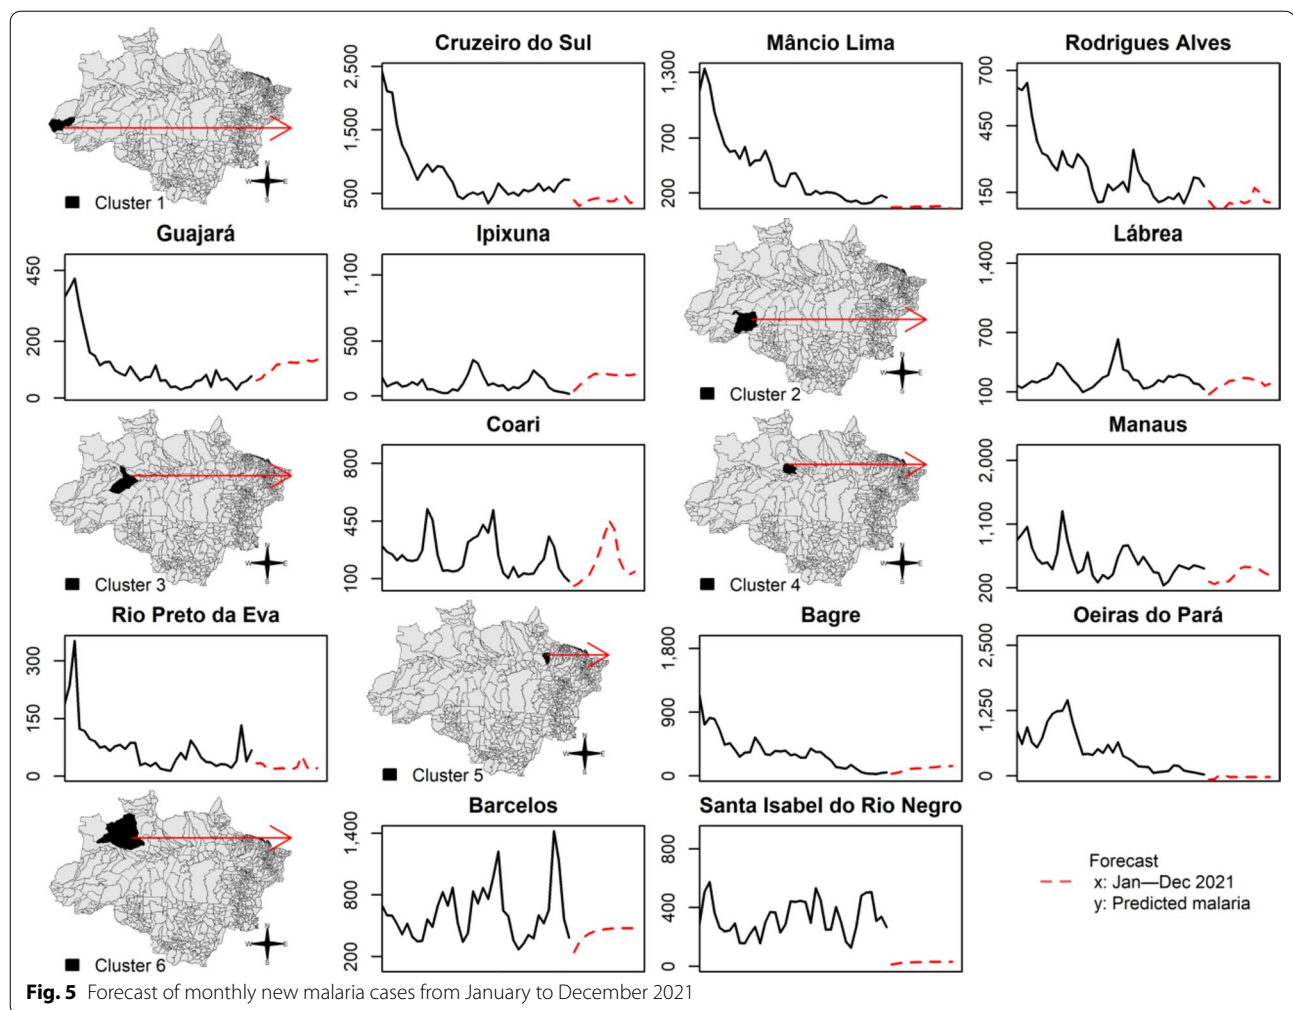 Cruzeiro do Sul
Mâncio Lima
Rodrigues Alves
N
W E
S
Cluster 1
2,500
1,500
500
1,300
700
200
700
450
150
Guajará
Ipixuna
Lábrea
450
200
0
1,100
500
0
N
W E
S
Cluster 2
1,400
700
100
Coari
Manaus
N
W E
S
Cluster 3
800
450
100
N
W E
S
Cluster 4
2,000
1,100
200
Rio Preto da Eva
Bagre
Oeiras do Pará
300
150
0
N
W E
S
Cluster 5
1,800
900
0
2,500
1,250
0
Barcelos
Santa Isabel do Rio Negro
N
W E
S
Cluster 6
1,400
800
200
800
400
0
Forecast
x: Jan—Dec 2021
y: Predicted malaria
Fig. 5 Forecast of monthly new malaria cases from January to December 2021